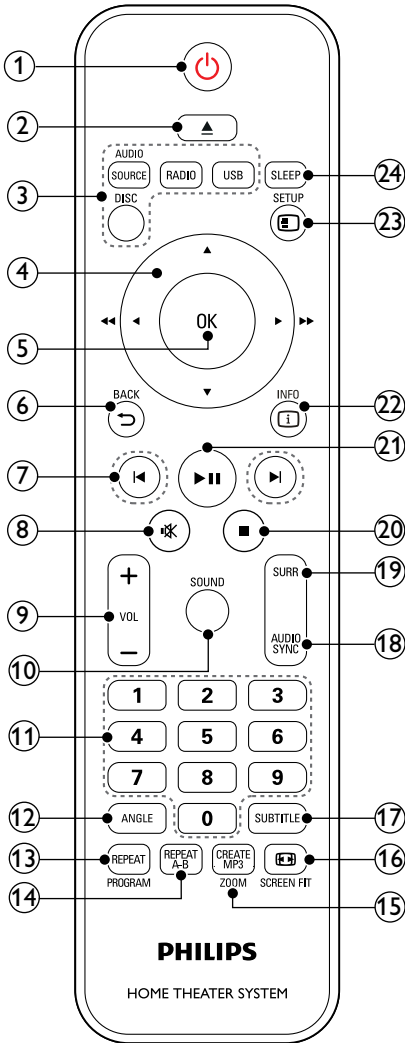 1
2
AUDIO
SOURCE RADIO USB SLEEP 24
3 DISC SETUP 23
4
OK
5
6 BACK INFO 22
i
21
7
8 20
+ SURR 19
SOUND
9 VOL
10 AUDIO
SYNC 18
−
1 2 3
11 4 5 6
7 8 9
12 ANGLE 0 SUBTITLE 17
13 REPEAT REPEAT
A-B CREATE
MP3 16
PROGRAM 14 ZOOM SCREEN FIT
15
PHILIPS
HOME THEATER SYSTEM